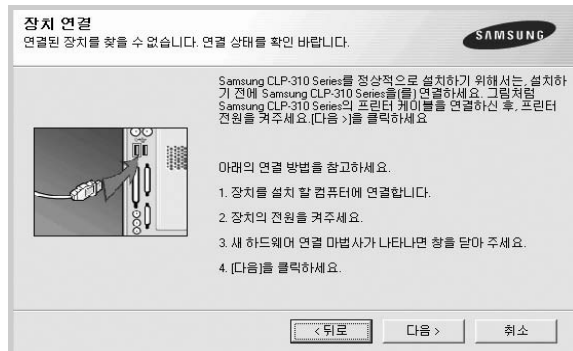 장치 연결
연결된 장치를 찾을 수 없습니다. 연결 상태를 확인 바랍니다.
SAMSUNG
Samsung CLP-310 Series를 정상적으로 설치하기 위해서는, 설치하
기 전에 Samsung CLP-310 Series을(를) 연결하세요. 그림처럼
Samsung CLP-310 Series의 프린터 케이블을 연결하신 후, 프린터
전원을 켜주세요.[다음 >]을 클릭하세요
아래의 연결 방법을 참고하세요.
1. 장치를 설치 할 컴퓨터에 연결합니다.
2. 장치의 전원을 켜주세요.
3. 새 하드웨어 연결 마법사가 나타나면 창을 닫아 주세요.
4. [다음]을 클릭하세요.
< 뒤로
다음 >
취소